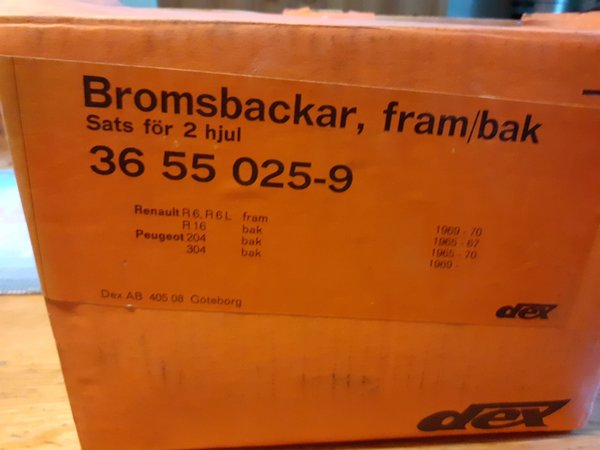 Bromsbackar, fram/bak
Sats för 2 hjul
36 55 025-9
Renault R 6, R 6 L fram 1969 - 70
R 16 bak 1965 - 67
Peugeot 204 bak 1965 - 70
304 bak 1969 -
Dex AB 405 08 Göteborg
dex
dex